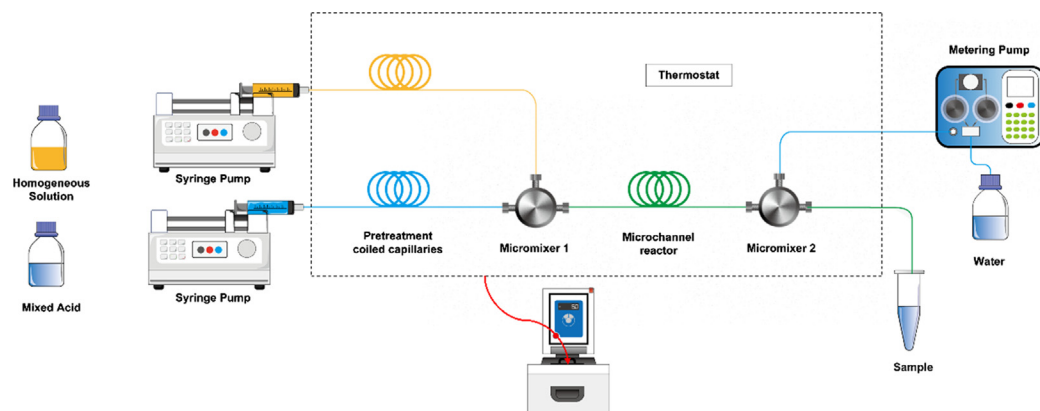 Metering Pump
Thermostat
Homogeneous
Solution
Syringe Pump
Pretreatment
coiled capillaries
Micromixer 1
Microchannel
reactor
Micromixer 2
Water
Mixed Acid
Syringe Pump
Sample